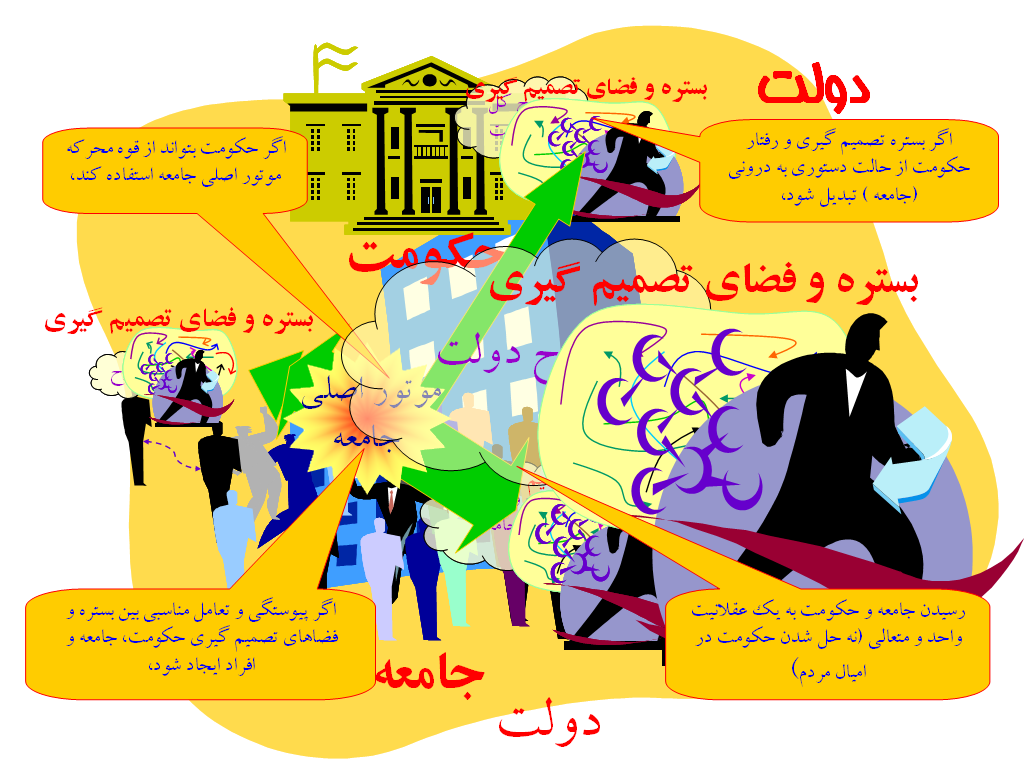 دولت
بستره و فضای تصمیم گیری
اگر بستره تصمیم گیری و رفتار
حکومت از حالت دستوری به درونی
(جامعه ) تبدیل شود،
اگر حکومت بتواند از قوه محرکه
موتور اصلی جامعه استفاده کند،
حکومت
بستره و فضای تصمیم گیری
بستره و فضای تصمیم گیری
ح دولت
موتور اصلی
جامعه
اگر پیوستگی و تعامل مناسبی بین بستره و
فضاهای تصمیم گیری حکومت، جامعه و
افراد ایجاد شود،
رسیدن جامعه و حکومت به یک عقلانیت
واحد و متعالی (نه حل شدن حکومت در
امیال مردم)
جامعه
دولت